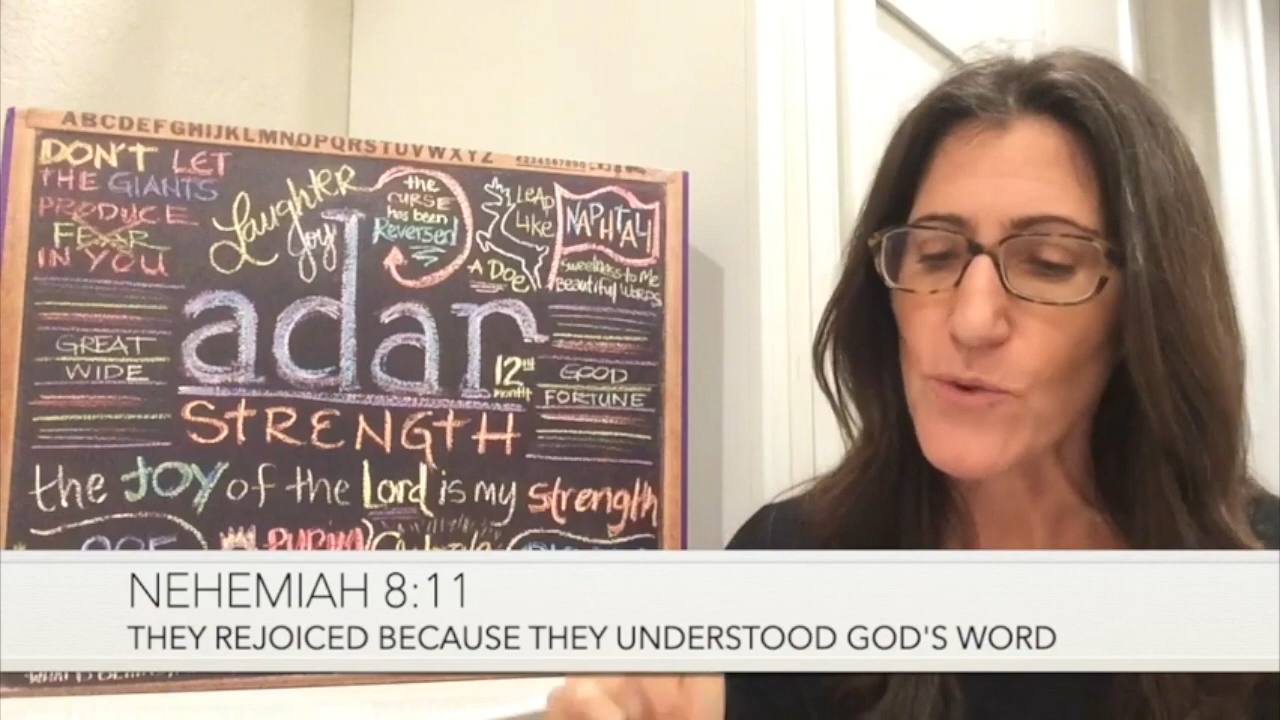 ABCDEFGHIJKLMNOPQRSTUVWXYZ
DON'T LET
THE GIANTS
PRODUCE
FEAR
IN YOU
Laughter
Joy
the
CURSE
has been
Reversed
LEAP
Like
A DOE
NAPHTALI
Sweetness to Me
Beautiful Words
adar
12th
month
GREAT
WIDE
GOOD
FORTUNE
STRENGTH
the JOY of the Lord is my strength
PURIM
NEHEMIAH 8:11
THEY REJOICED BECAUSE THEY UNDERSTOOD GOD'S WORD